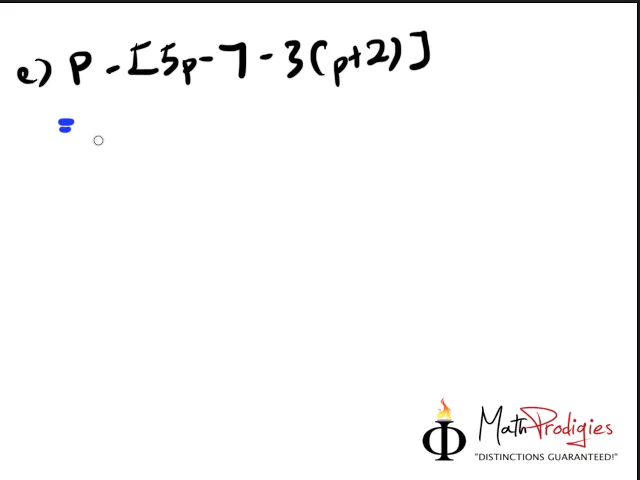 e) P - [5p - 7 - 3(p+2)]
=
Φ Math Prodigies
"DISTINCTIONS GUARANTEED!"